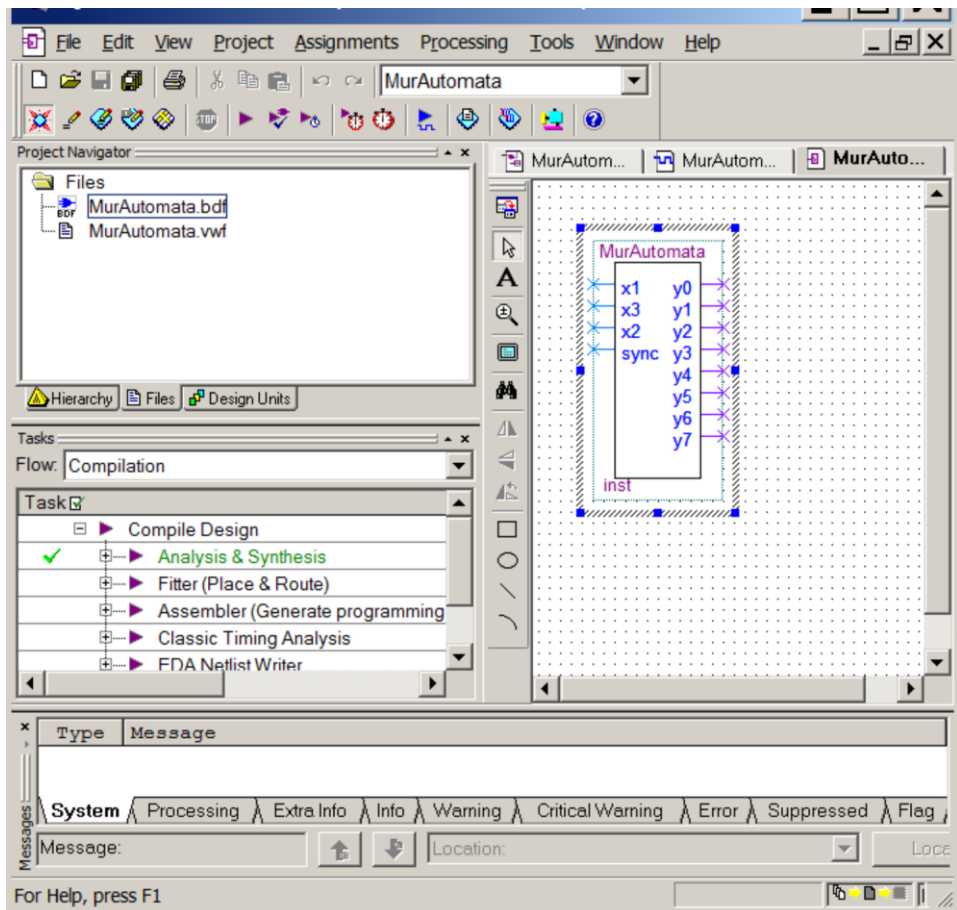 File Edit View Project Assignments Processing Tools Window Help
MurAutomata
STOP
Project Navigator
Files
BDF MurAutomata.bdf
MurAutomata.vwf
Hierarchy Files Design Units
Tasks
Flow: Compilation
Task
Compile Design
Analysis & Synthesis
Fitter (Place & Route)
Assembler (Generate programming
Classic Timing Analysis
EDA Netlist Writer
MurAutom... MurAutom... MurAuto...
A
MurAutomata
x1 y0
x3 y1
x2 y2
sync y3
y4
y5
y6
y7
inst
Type Message
System Processing Extra Info Info Warning Critical Warning Error Suppressed Flag
Messages
Message: Location: Loca
For Help, press F1